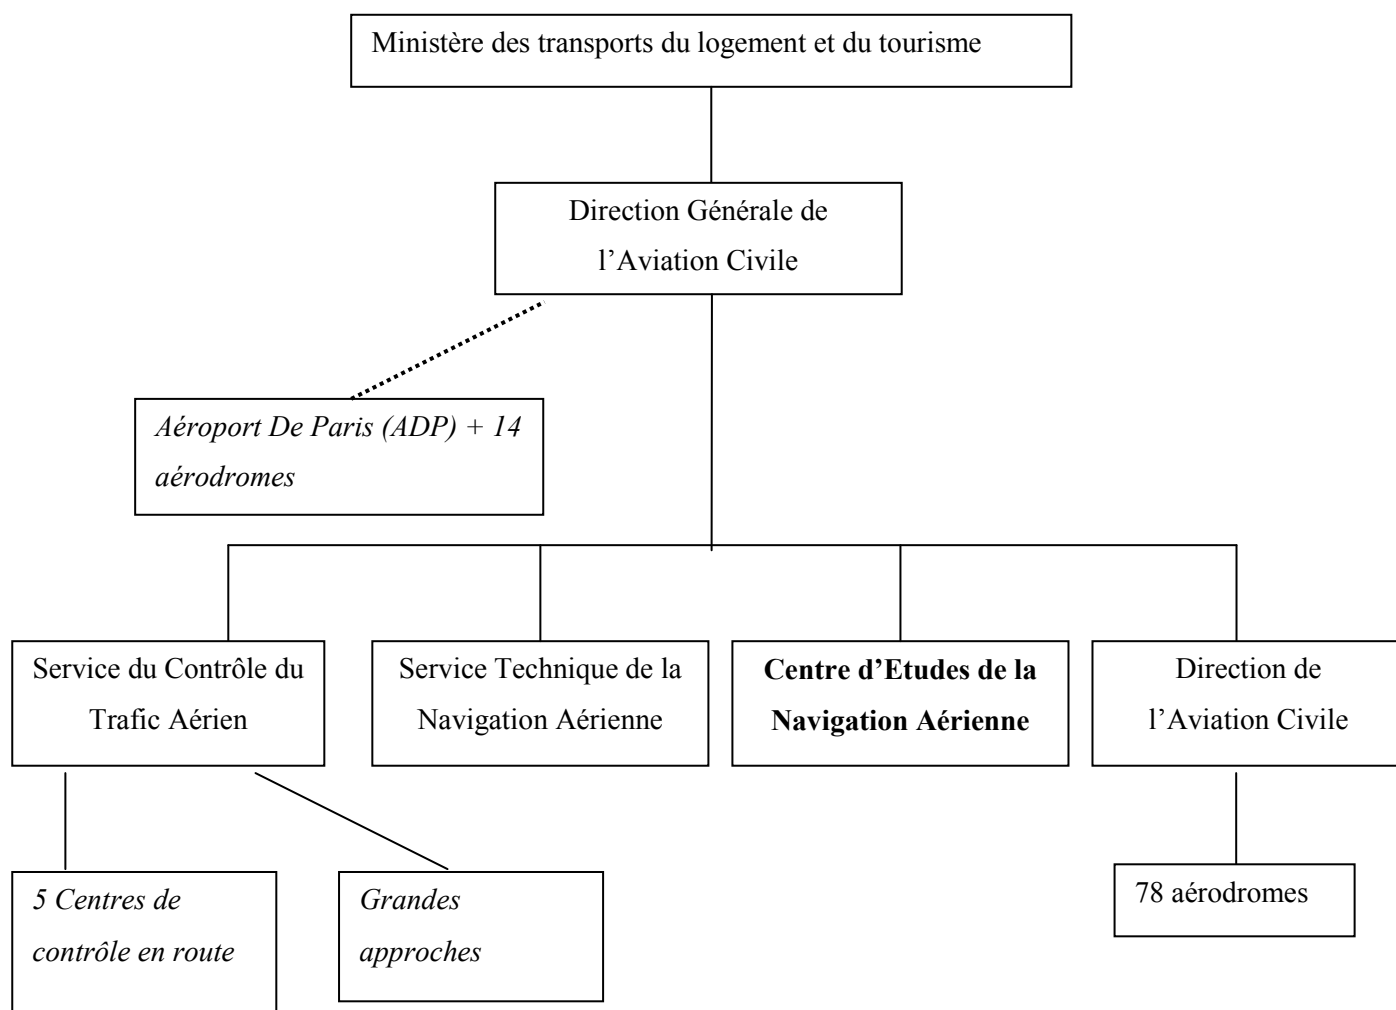 Ministère des transports du logement et du tourisme
Direction Générale de
l’Aviation Civile
Aéroport De Paris (ADP) + 14
aérodromes
Service du Contrôle du
Trafic Aérien
Service Technique de la
Navigation Aérienne
Centre d’Etudes de la
Navigation Aérienne
Direction de
l’Aviation Civile
5 Centres de
contrôle en route
Grandes
approches
78 aérodromes